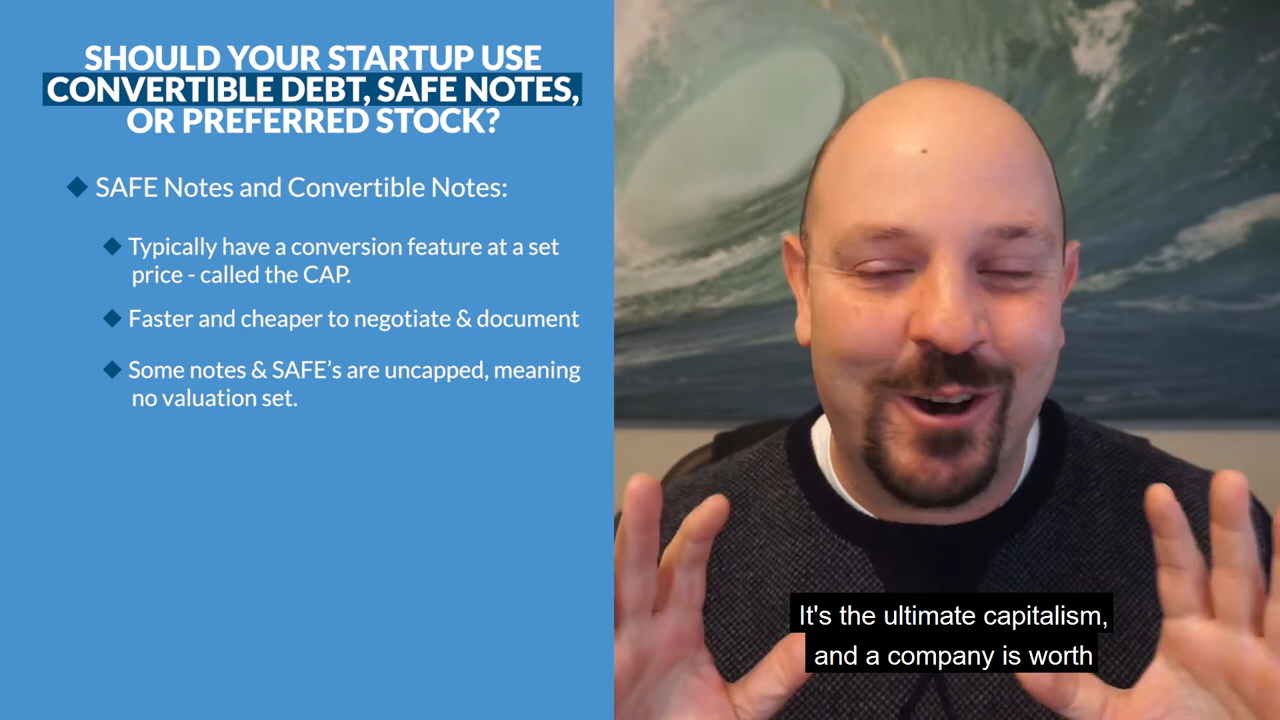 SHOULD YOUR STARTUP USE
CONVERTIBLE DEBT, SAFE NOTES,
OR PREFERRED STOCK?
SAFE Notes and Convertible Notes:
Typically have a conversion feature at a set
price - called the CAP.
Faster and cheaper to negotiate & document
Some notes & SAFE's are uncapped, meaning
no valuation set.
It's the ultimate capitalism,
and a company is worth